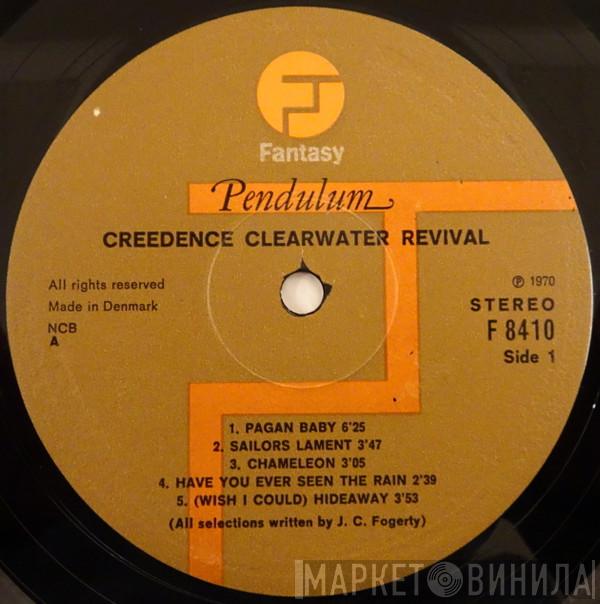 Fantasy
Pendulum
CREEDENCE CLEARWATER REVIVAL
All rights reserved
Made in Denmark
NCB
A
℗ 1970
STEREO
F 8410
Side 1
1. PAGAN BABY 6'25
2. SAILORS LAMENT 3'47
3. CHAMELEON 3'05
4. HAVE YOU EVER SEEN THE RAIN 2'39
5. (WISH I COULD) HIDEAWAY 3'53
(All selections written by J. C. Fogerty)
МАРКЕТ ВИНИЛА